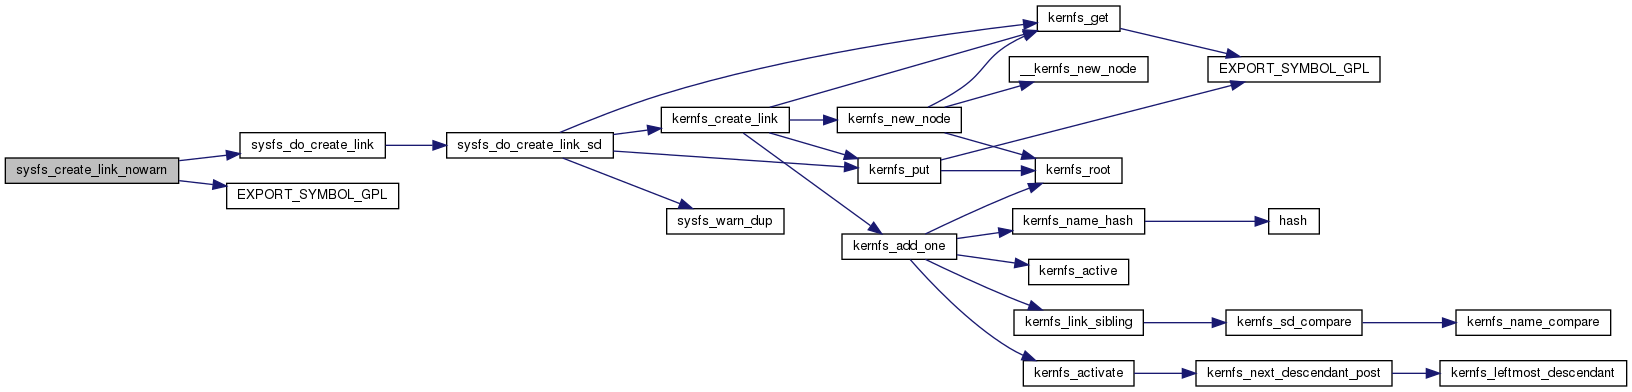 sysfs_create_link_nowarn
sysfs_do_create_link
EXPORT_SYMBOL_GPL
sysfs_do_create_link_sd
kernfs_create_link
sysfs_warn_dup
kernfs_new_node
kernfs_put
kernfs_add_one
kernfs_get
__kernfs_new_node
kernfs_root
kernfs_name_hash
kernfs_active
kernfs_link_sibling
kernfs_activate
EXPORT_SYMBOL_GPL
hash
kernfs_sd_compare
kernfs_next_descendant_post
kernfs_name_compare
kernfs_leftmost_descendant